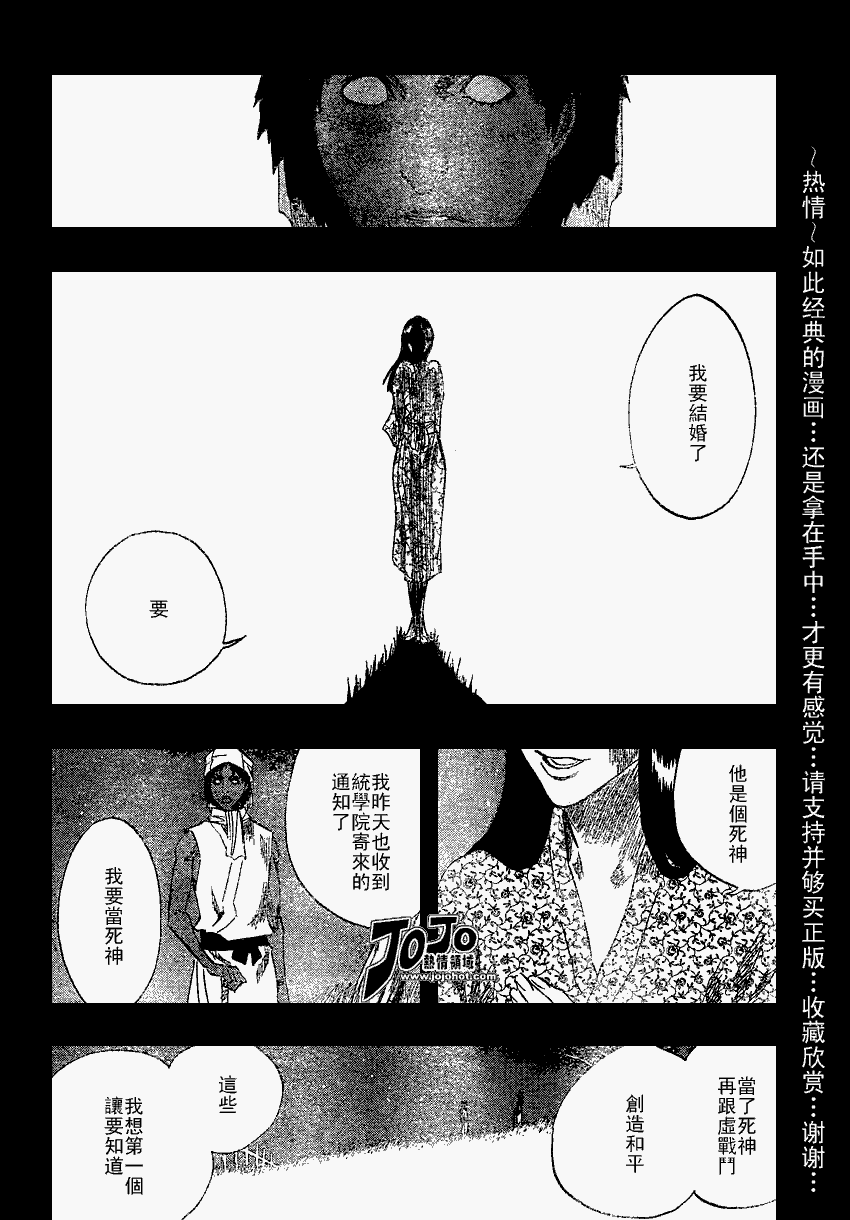 我要結婚了
要
他是個死神
我昨天也收到
統學院寄來的
通知了
我要當死神
當了死神
再跟虛戰鬥
創造和平
這些
我想第一個
讓要知道
JOJO
熱情領域
www.jojohot.com
～热情～如此经典的漫画…还是拿在手中…才更有感觉…请支持并够买正版…收藏欣赏…谢谢…